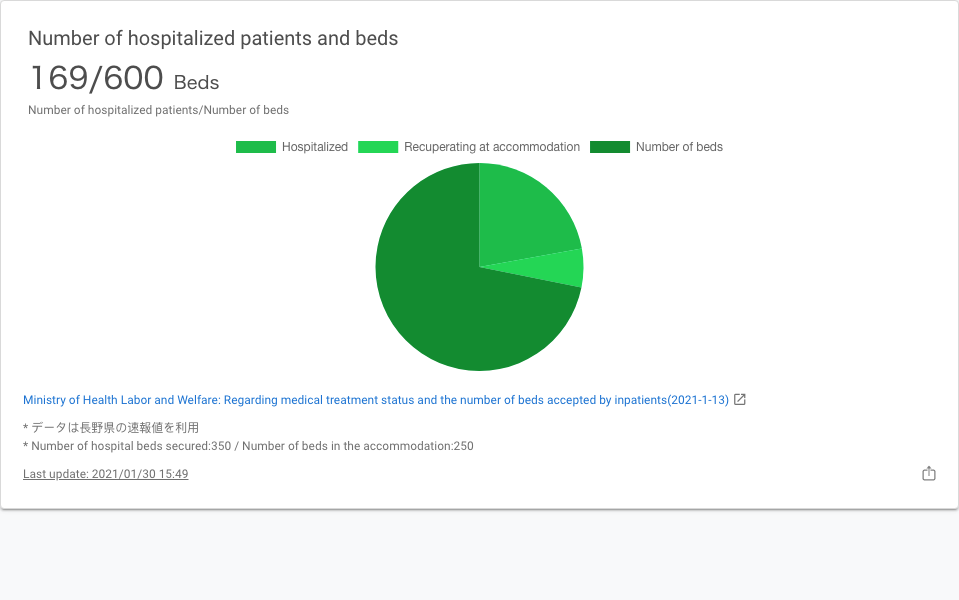 Number of hospitalized patients and beds
169/600 Beds
Number of hospitalized patients/Number of beds
Hospitalized Recuperating at accommodation Number of beds
Ministry of Health Labor and Welfare: Regarding medical treatment status and the number of beds accepted by inpatients(2021-1-13)
* データは長野県の速報値を利用
* Number of hospital beds secured:350 / Number of beds in the accommodation:250
Last update: 2021/01/30 15:49